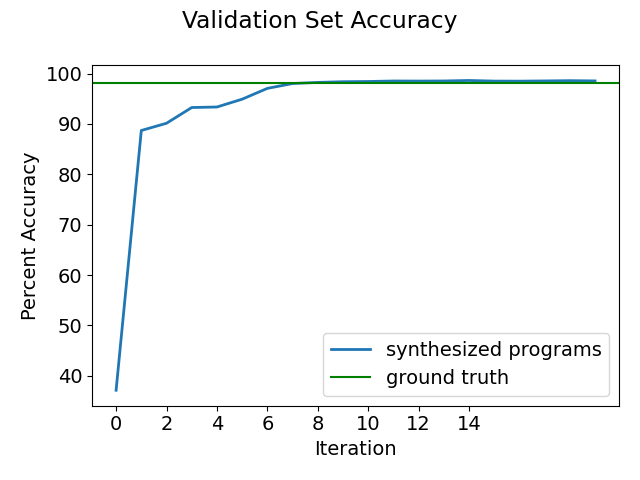 Validation Set Accuracy
Percent Accuracy
100
90
80
70
60
50
40
synthesized programs
ground truth
0 2 4 6 8 10 12 14
Iteration